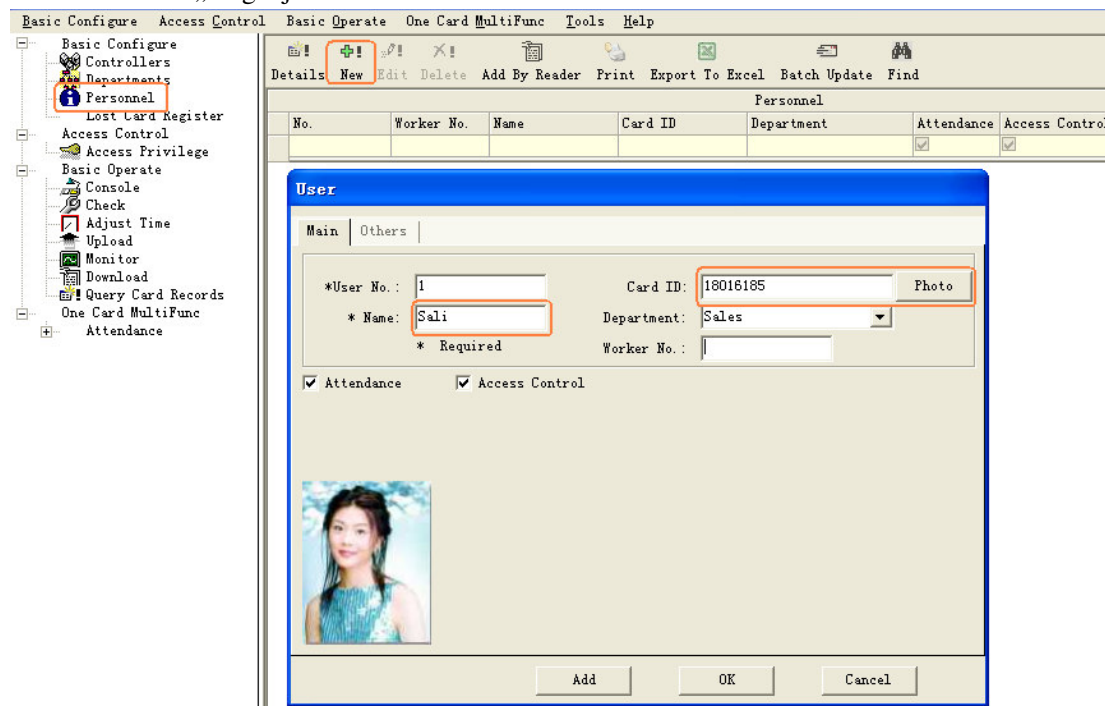 Basic Configure Access Control Basic Operate One Card MultiFunc Tools Help
Basic Configure
Controllers
Departments
Personnel
Lost Card Register
Access Control
Access Privilege
Basic Operate
Console
Check
Adjust Time
Upload
Monitor
Download
Query Card Records
One Card MultiFunc
Attendance
Details New Edit Delete Add By Reader Print Export To Excel Batch Update Find
Personnel
No. Worker No. Name Card ID Department Attendance Access Control
User
Main Others
*User No.: 1 Card ID: 18016185 Photo
* Name: Sali Department: Sales
* Required Worker No.:
Attendance Access Control
Add OK Cancel